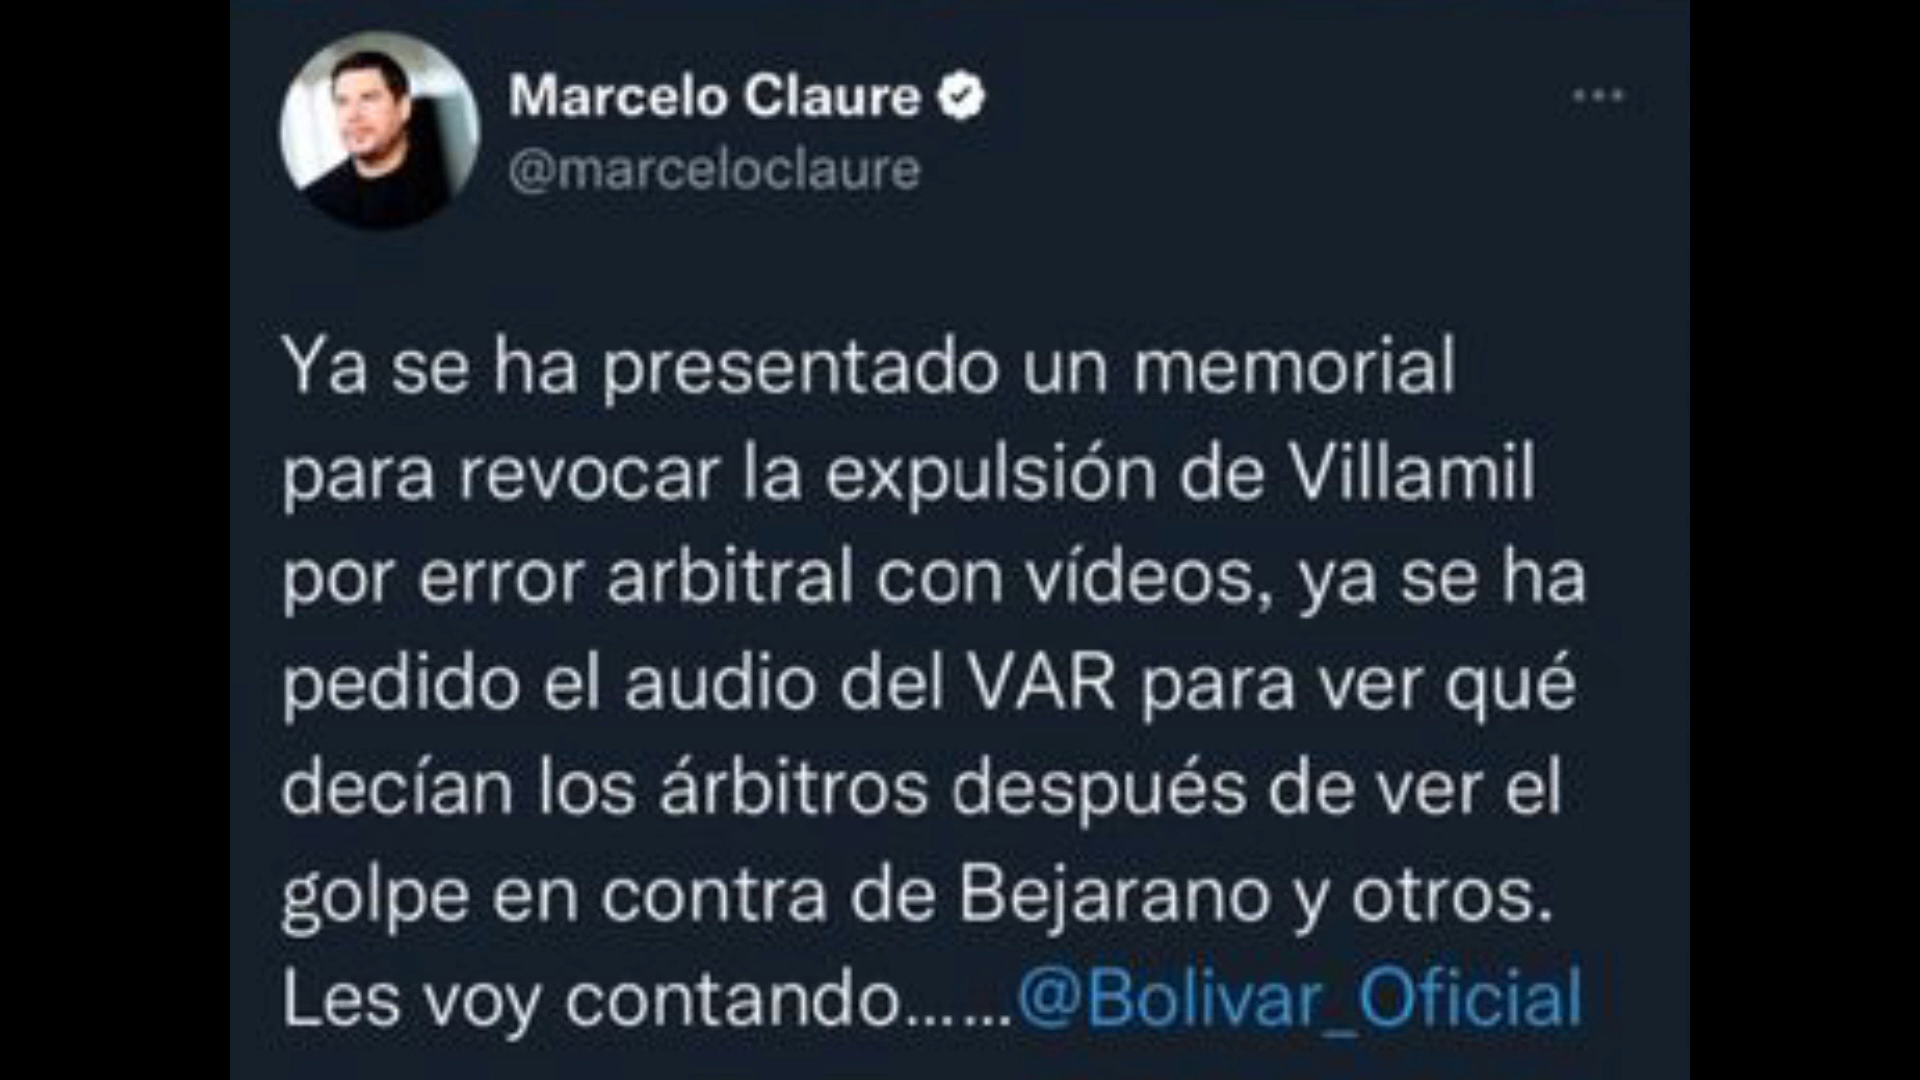 Marcelo Claure
@marceloclaure
Ya se ha presentado un memorial
para revocar la expulsión de Villamil
por error arbitral con vídeos, ya se ha
pedido el audio del VAR para ver qué
decían los árbitros después de ver el
golpe en contra de Bejarano y otros.
Les voy contando......@Bolivar_Oficial